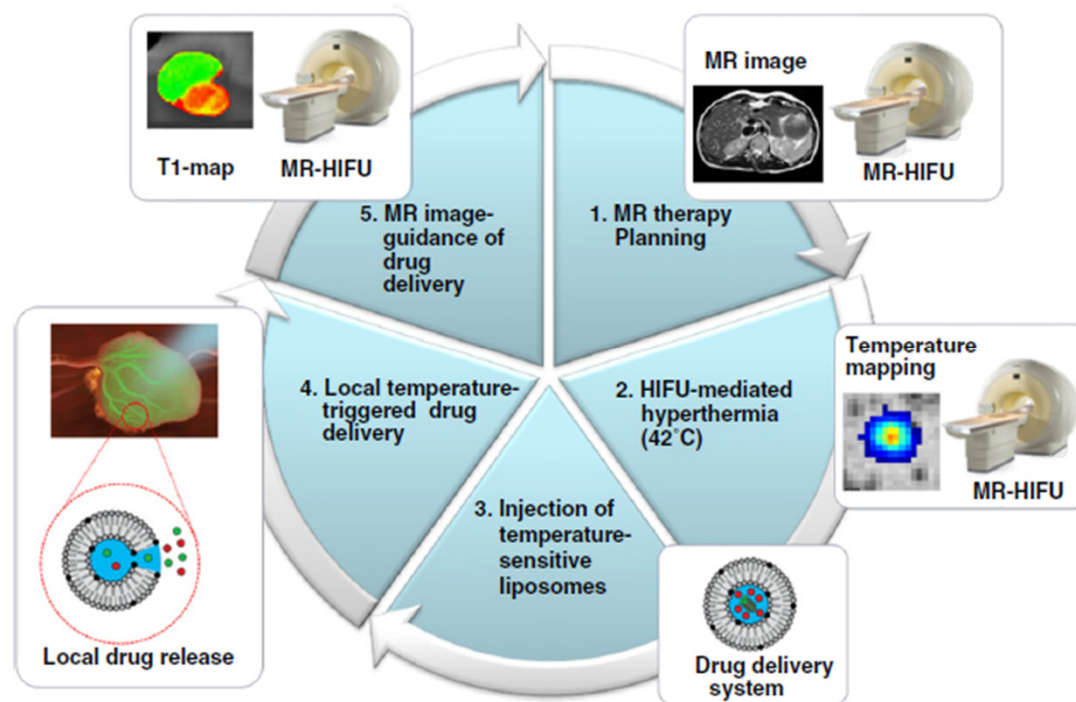 T1-map
MR-HIFU
MR image
MR-HIFU
5. MR image-
guidance of
drug
delivery
1. MR therapy
Planning
4. Local temperature-
triggered drug
delivery
2. HIFU-mediated
hyperthermia
(42˚C)
Temperature
mapping
MR-HIFU
3. Injection of
temperature-
sensitive
liposomes
Local drug release
Drug delivery
system